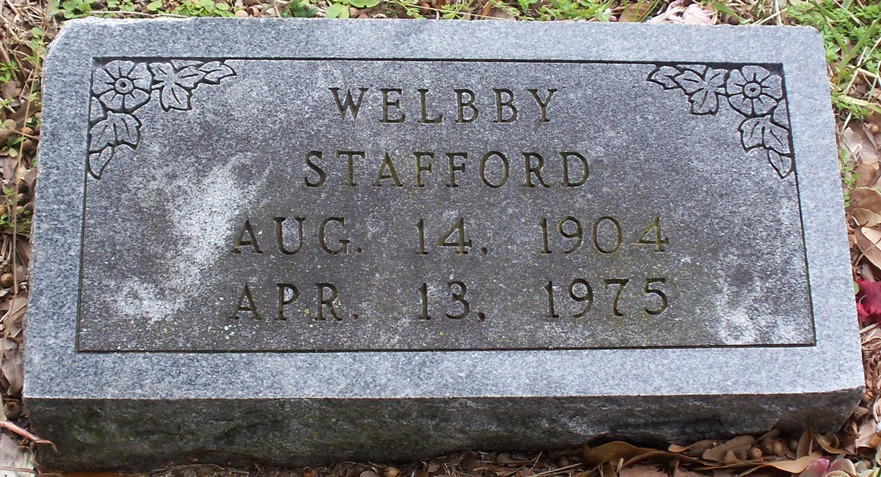 WELBBY
STAFFORD
AUG. 14, 1904
APR. 13, 1975